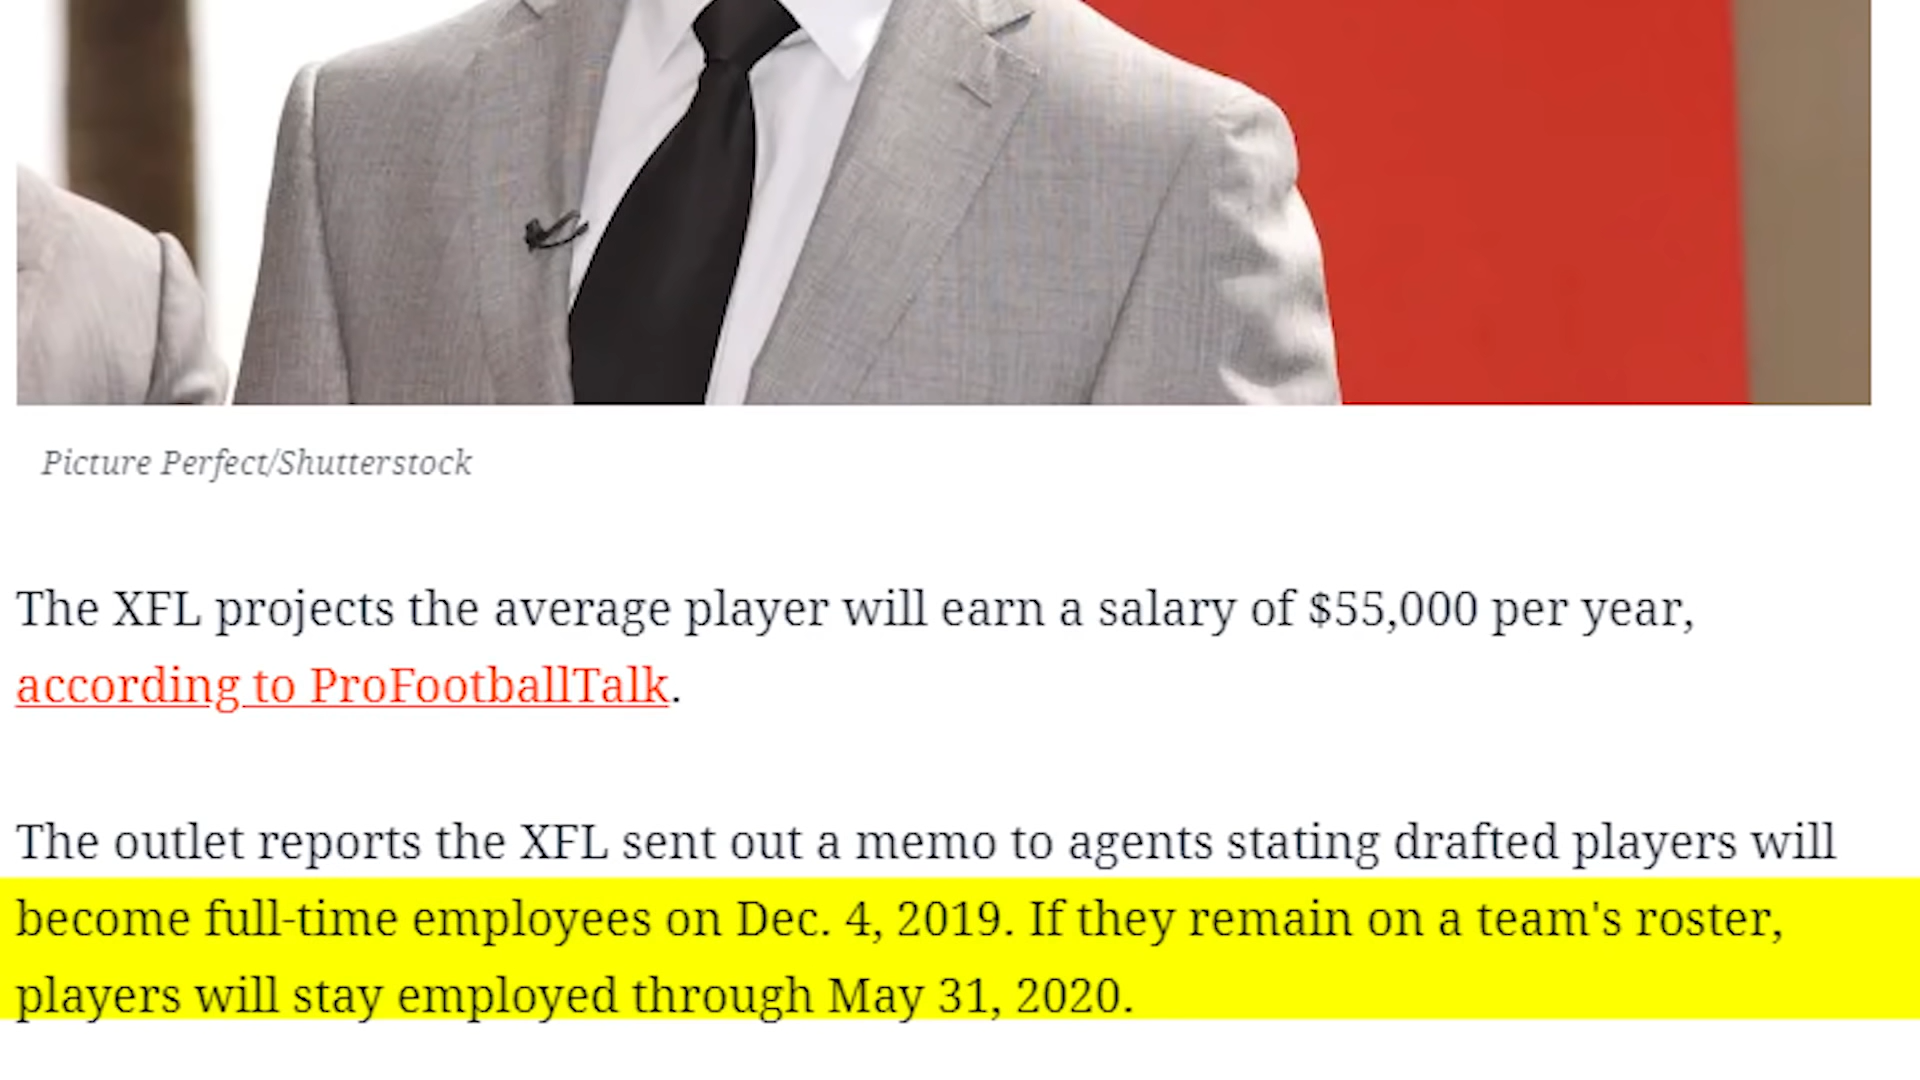 Picture Perfect/Shutterstock
The XFL projects the average player will earn a salary of $55,000 per year,
according to ProFootballTalk.
The outlet reports the XFL sent out a memo to agents stating drafted players will
become full-time employees on Dec. 4, 2019. If they remain on a team's roster,
players will stay employed through May 31, 2020.